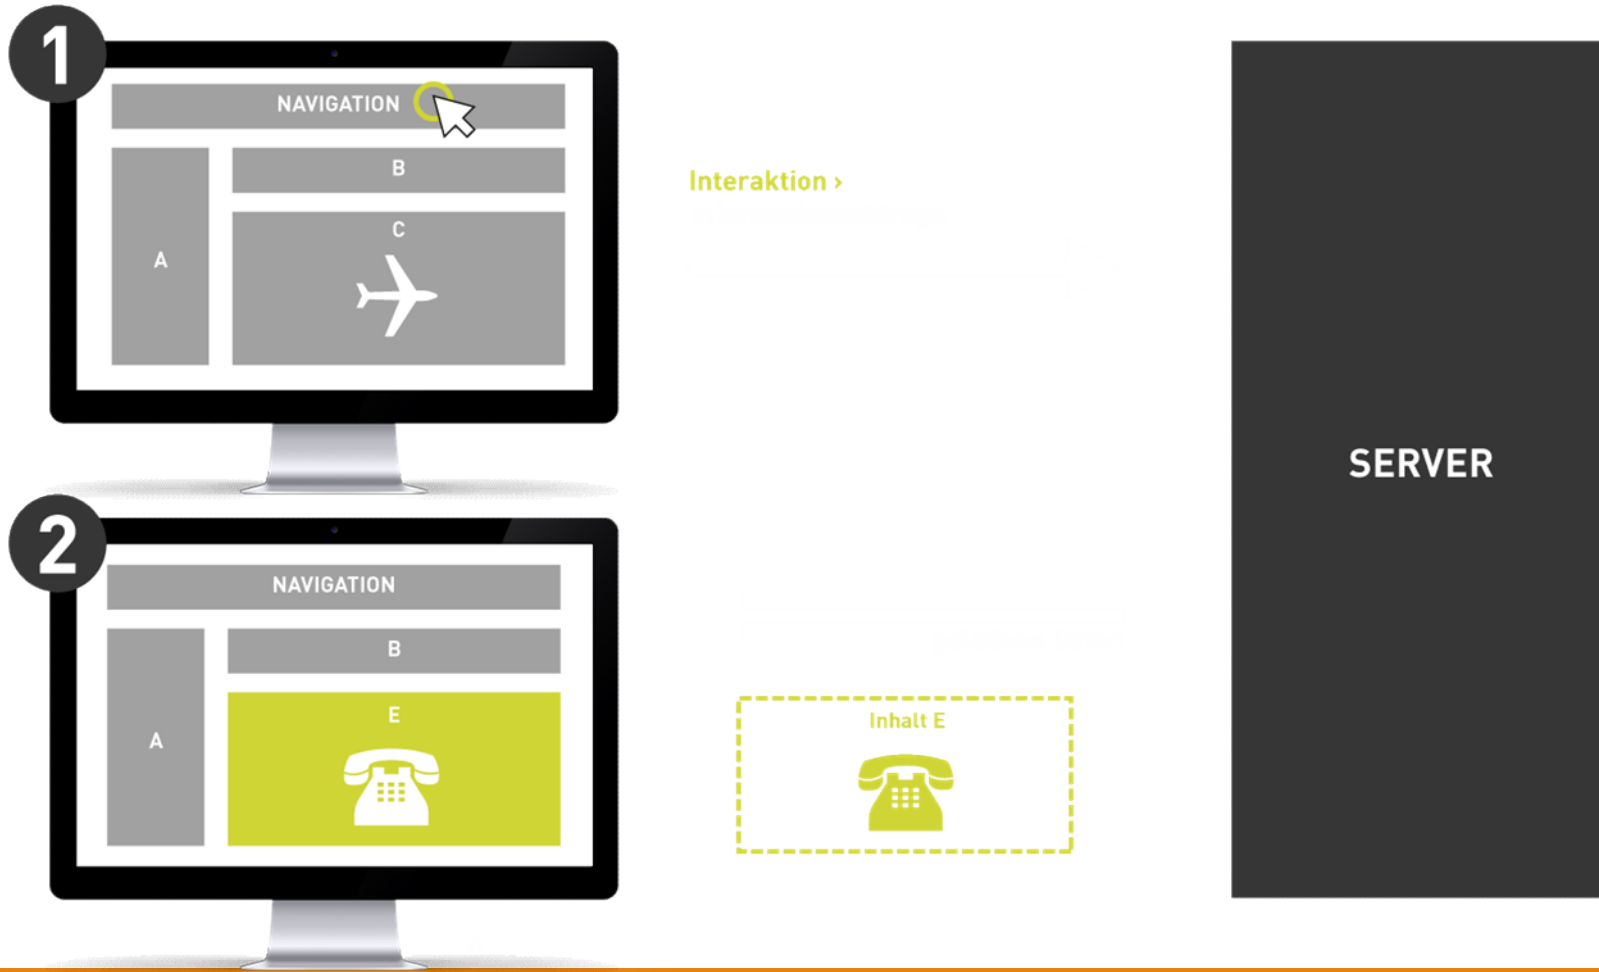 1
NAVIGATION
B
C
A
Interaktion ›
SERVER
2
NAVIGATION
B
E
A
Inhalt E